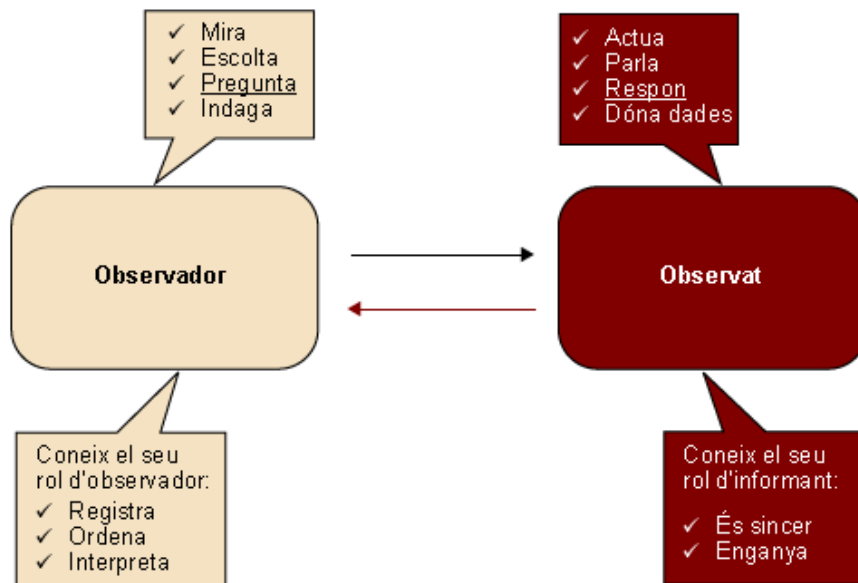 ✓ Mira
✓ Escolta
✓ Pregunta
✓ Indaga
✓ Actua
✓ Parla
✓ Respon
✓ Dóna dades
Observador
Observat
Coneix el seu
rol d'observador:
✓ Registra
✓ Ordena
✓ Interpreta
Coneix el seu
rol d'informant:
✓ És sincer
✓ Enganya